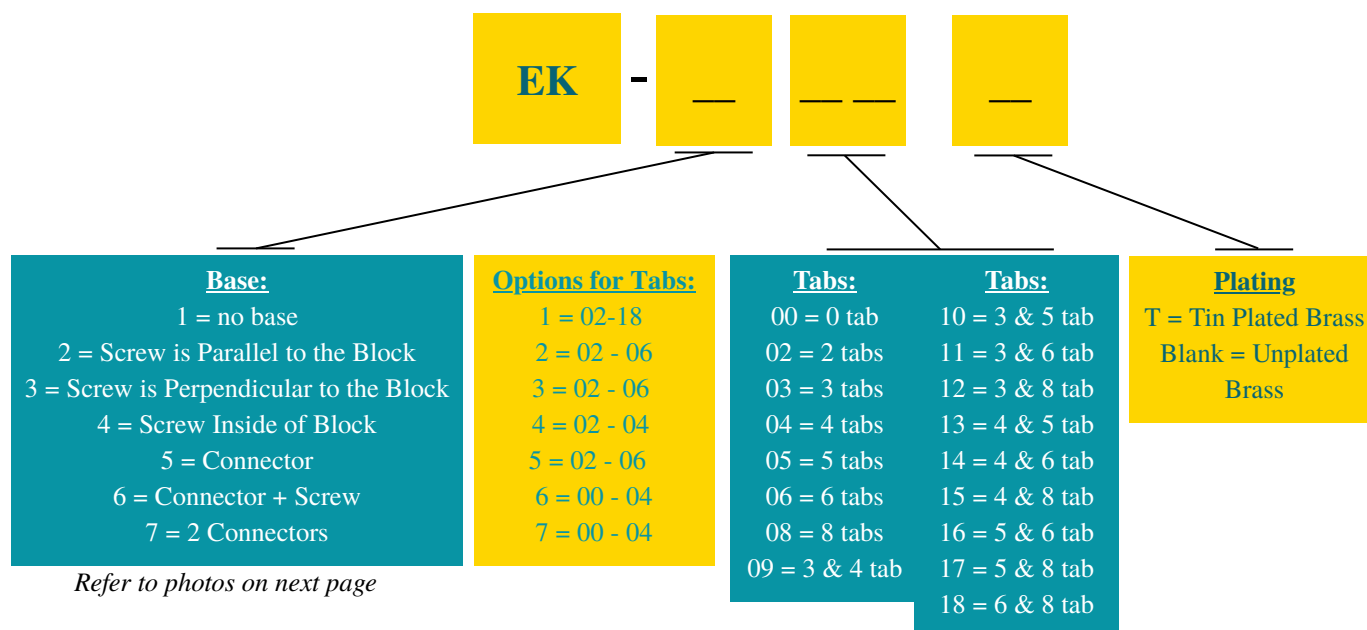 EK - __ __ __ __
Base:
1 = no base
2 = Screw is Parallel to the Block
3 = Screw is Perpendicular to the Block
4 = Screw Inside of Block
5 = Connector
6 = Connector + Screw
7 = 2 Connectors
Refer to photos on next page
Options for Tabs:
1 = 02-18
2 = 02 - 06
3 = 02 - 06
4 = 02 - 04
5 = 02 - 06
6 = 00 - 04
7 = 00 - 04
Tabs:
00 = 0 tab
02 = 2 tabs
03 = 3 tabs
04 = 4 tabs
05 = 5 tabs
06 = 6 tabs
08 = 8 tabs
09 = 3 & 4 tab
Tabs:
10 = 3 & 5 tab
11 = 3 & 6 tab
12 = 3 & 8 tab
13 = 4 & 5 tab
14 = 4 & 6 tab
15 = 4 & 8 tab
16 = 5 & 6 tab
17 = 5 & 8 tab
18 = 6 & 8 tab
Plating
T = Tin Plated Brass
Blank = Unplated
Brass